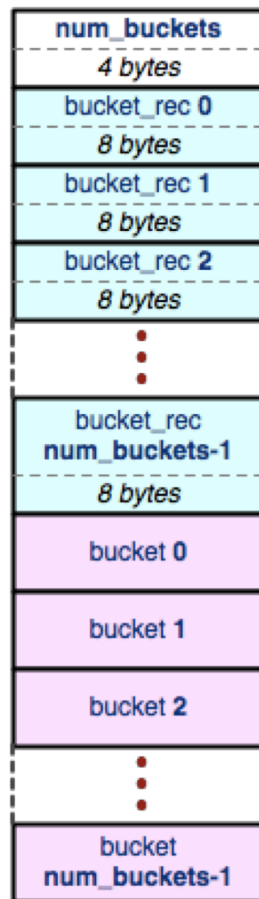 num_buckets
4 bytes
bucket_rec 0
8 bytes
bucket_rec 1
8 bytes
bucket_rec 2
8 bytes
bucket_rec
num_buckets-1
8 bytes
bucket 0
bucket 1
bucket 2
bucket
num_buckets-1